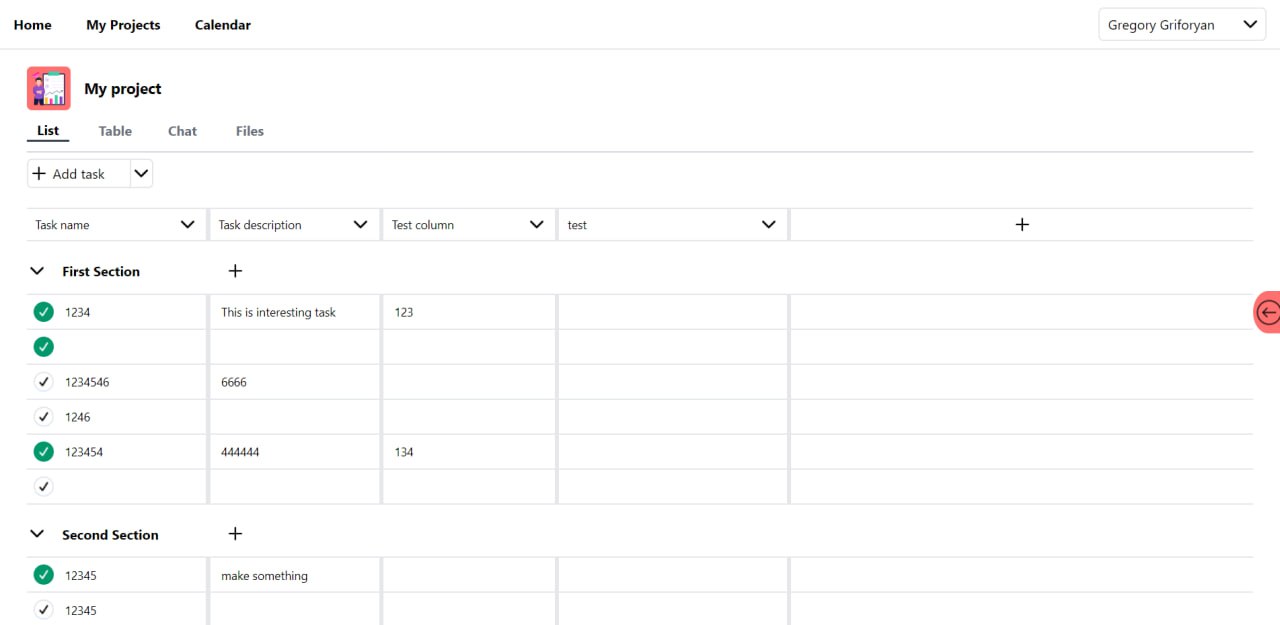 Home My Projects Calendar Gregory Griforyan
My project
List Table Chat Files
Add task
Task name Task description Test column test
First Section
1234 This is interesting task 123
1234546 6666
1246
123454 444444 134
Second Section
12345 make something
12345